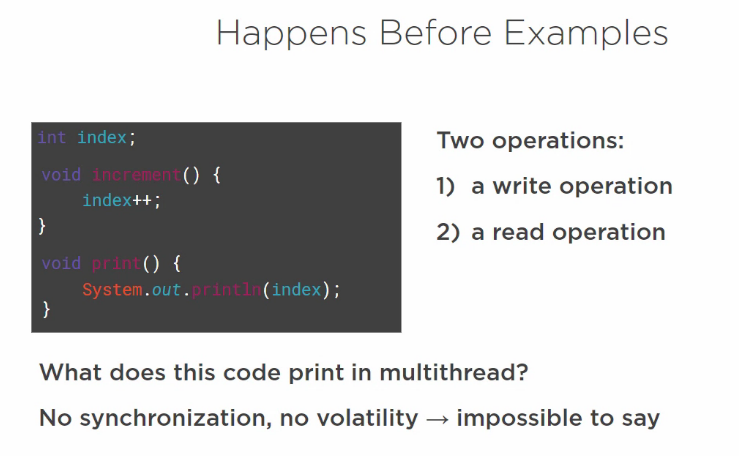 Happens Before Examples
int index;
void increment() {
index++;
}
void print() {
System.out.println(index);
}
Two operations:
1) a write operation
2) a read operation
What does this code print in multithread?
No synchronization, no volatility → impossible to say